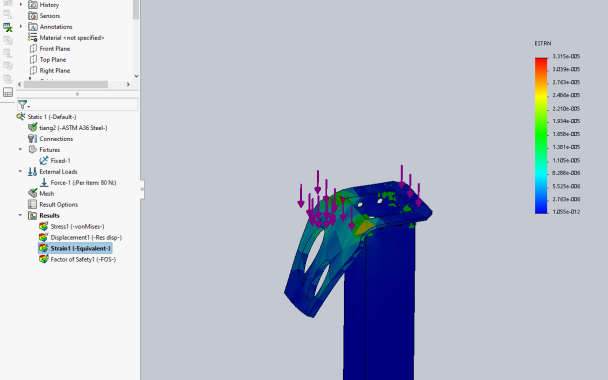 History
Sensors
Annotations
Material <not specified>
Front Plane
Top Plane
Right Plane
Static 1 (-Default-)
tiang2 (-ASTM A36 Steel-)
Connections
Fixtures
Fixed-1
External Loads
Force-1 (:Per item: 80 N:)
Mesh
Result Options
Results
Stress1 (-vonMises-)
Displacement1 (-Res disp-)
Strain1 (-Equivalent-)
Factor of Safety1 (-FOS-)
ESTRN
3.315e-005
3.039e-005
2.763e-005
2.486e-005
2.210e-005
1.934e-005
1.658e-005
1.381e-005
1.105e-005
8.288e-006
5.525e-006
2.763e-006
1.055e-012